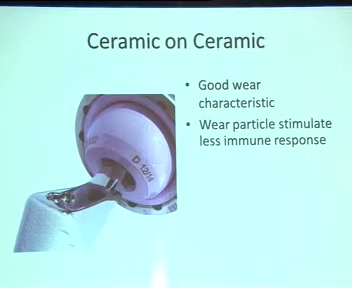 Ceramic on Ceramic
• Good wear
characteristic
• Wear particle stimulate
less immune response
D 12/14